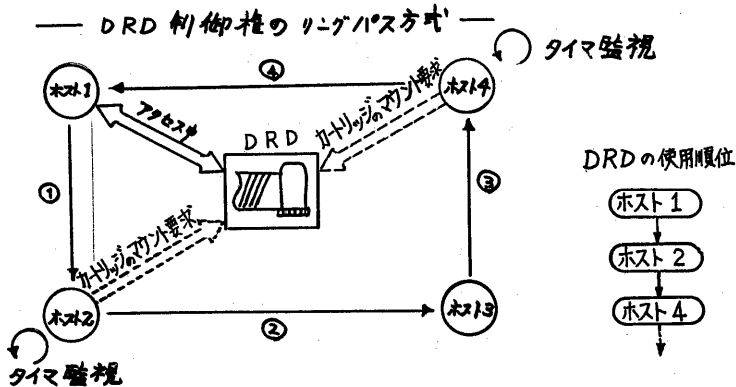 DRD 制御権のリングパス方式
タイマ監視
④
ホスト1
ホスト4
アクセス中
カートリッジのマウント要求
DRD
DRDの使用順位
①
③
ホスト1
カートリッジのマウント要求
ホスト2
ホスト2
ホスト3
ホスト4
②
タイマ監視